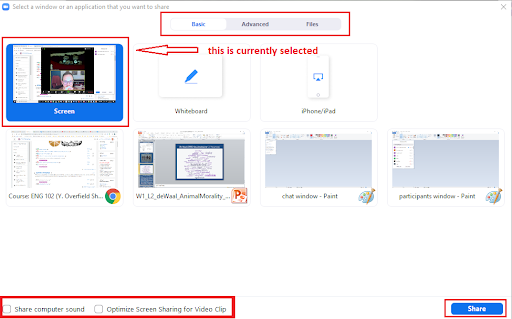 Select a window or an application that you want to share
Basic Advanced Files
this is currently selected
Screen
Whiteboard
iPhone/iPad
Course: ENG 102 (Y. Overfield Sh...
W1_L2_deWaal_AnimalMorality_...
chat window - Paint
participants window - Paint
Share computer sound
Optimize Screen Sharing for Video Clip
Share